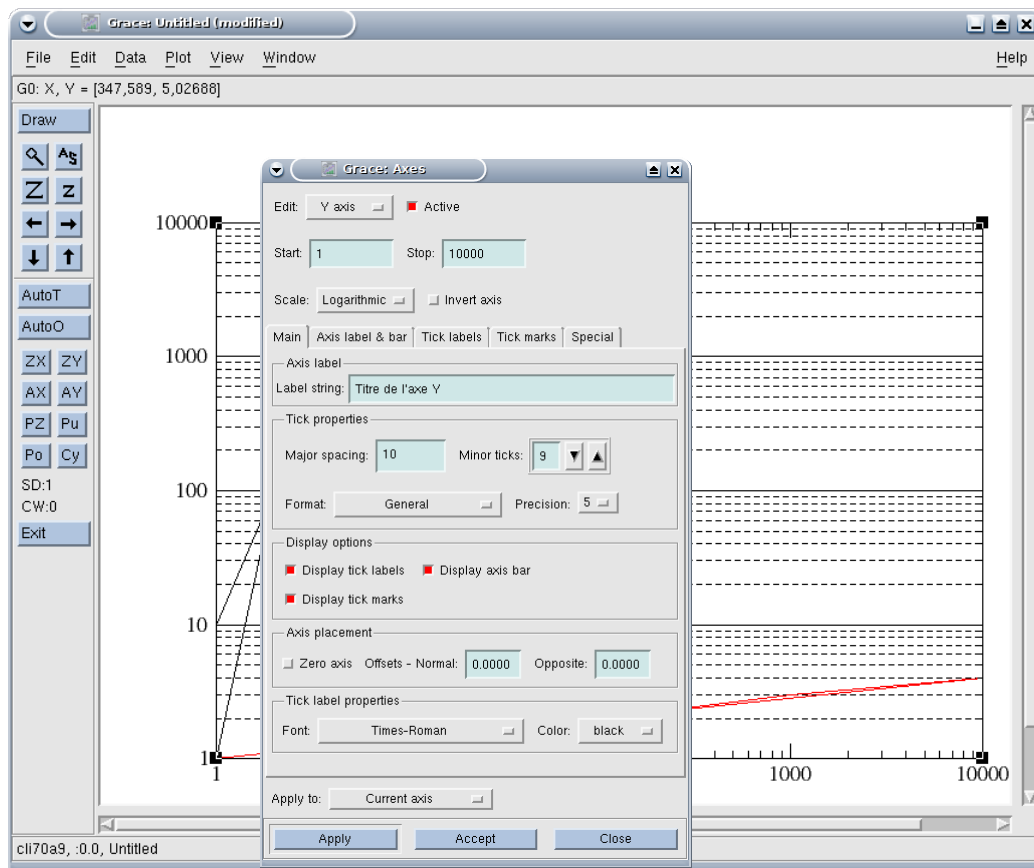 Grace: Untitled (modified)
File Edit Data Plot View Window Help
G0: X, Y = [347,589, 5,02688]
Draw
A S
Z z
AutoT
AutoO
ZX ZY
AX AY
PZ Pu
Po Cy
SD:1
CW:0
Exit
10000
1000
100
10
1
1 1000 10000
Grace: Axes
Edit: Y axis Active
Start: 1 Stop: 10000
Scale: Logarithmic Invert axis
Main Axis label & bar Tick labels Tick marks Special
Axis label
Label string: Titre de l'axe Y
Tick properties
Major spacing: 10 Minor ticks: 9
Format: General Precision: 5
Display options
Display tick labels Display axis bar
Display tick marks
Axis placement
Zero axis Offsets - Normal: 0.0000 Opposite: 0.0000
Tick label properties
Font: Times-Roman Color: black
Apply to: Current axis
Apply Accept Close
cli70a9, :0.0, Untitled